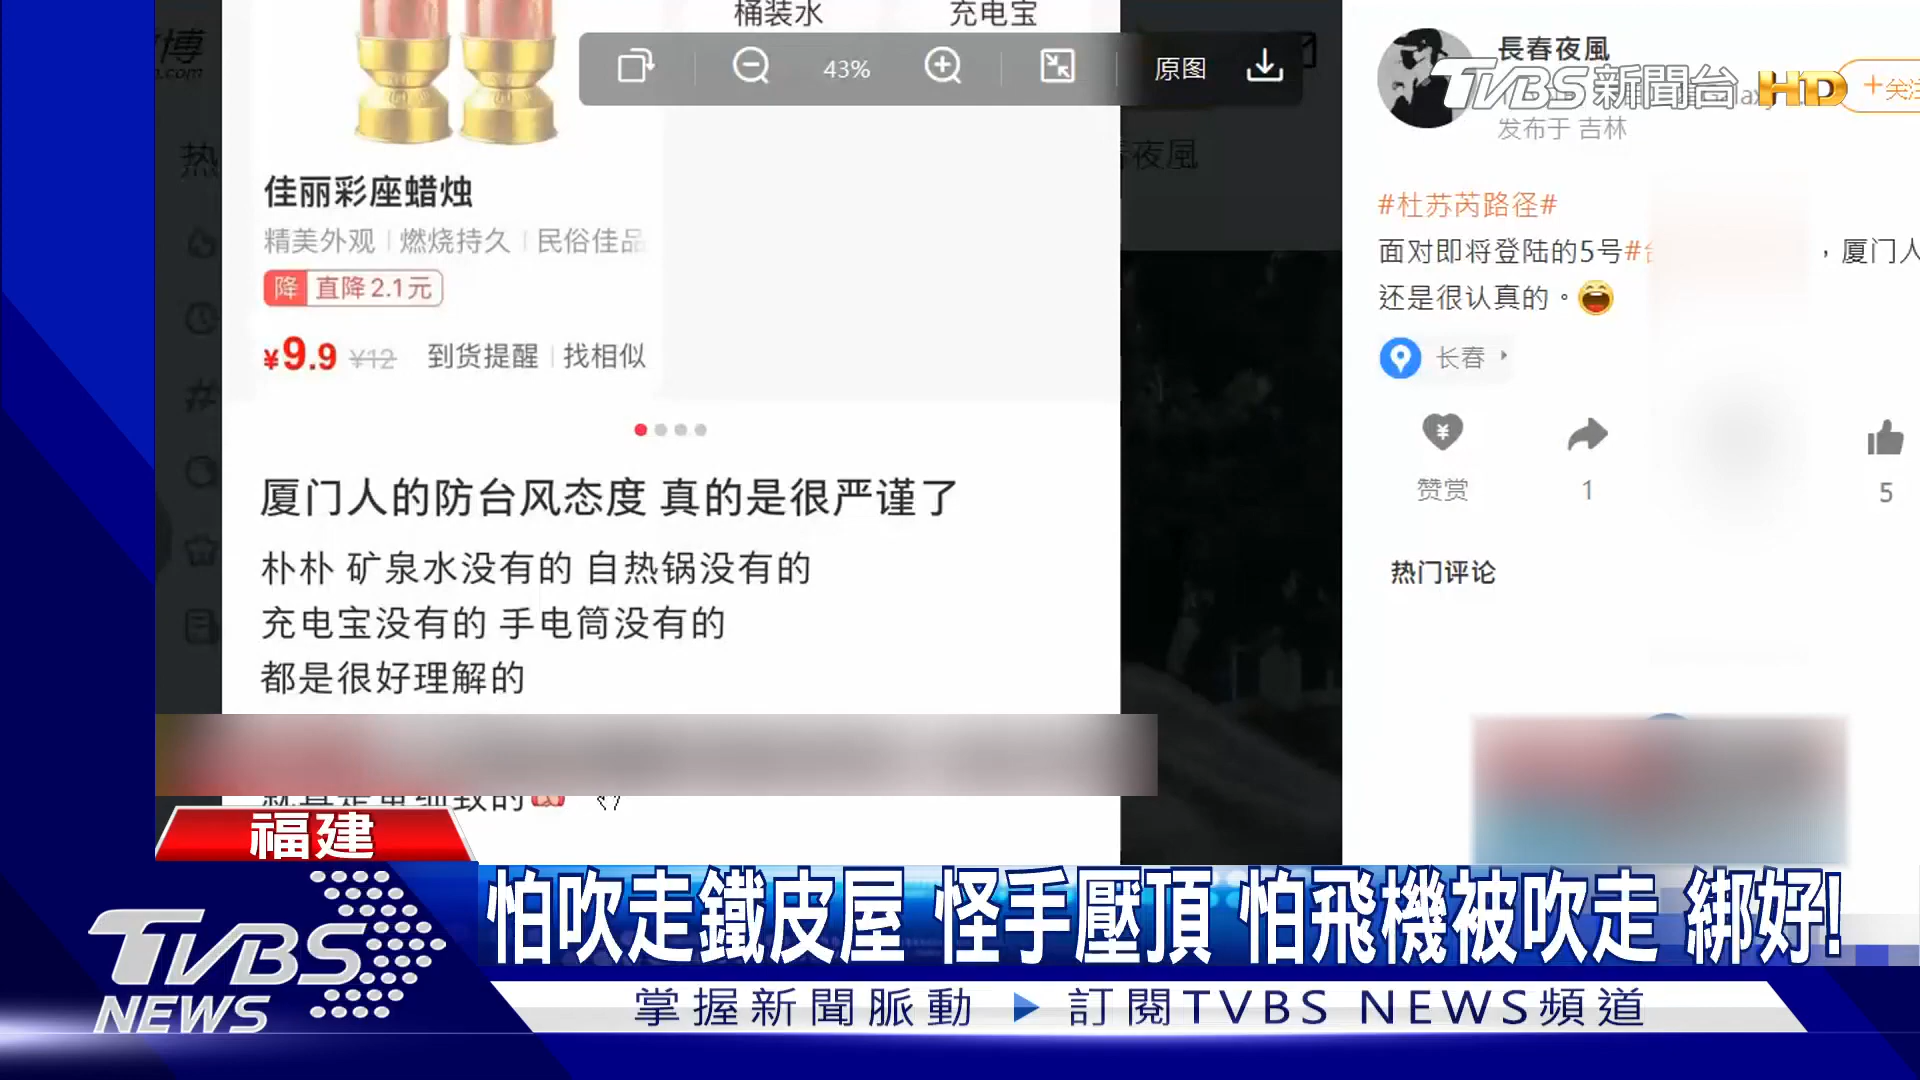 桶装水
充电宝
43%
原图
佳丽彩座蜡烛
精美外观 | 燃烧持久 | 民俗佳品
降 直降2.1元
¥9.9 ¥12 到货提醒 | 找相似
厦门人的防台风态度 真的是很严谨了
朴朴 矿泉水没有的 自热锅没有的
充电宝没有的 手电筒没有的
都是很好理解的
長春夜風
TVBS新聞台 HD
+关注
发布于 吉林
#杜苏芮路径#
面对即将登陆的5号#台
，厦门人
还是很认真的。
长春
赞赏
1
5
热门评论
夜風
热
博
.com
福建
怕吹走鐵皮屋 怪手壓頂 怕飛機被吹走 綁好!
TVBS
NEWS
掌握新聞脈動 ▶ 訂閱TVBS NEWS頻道